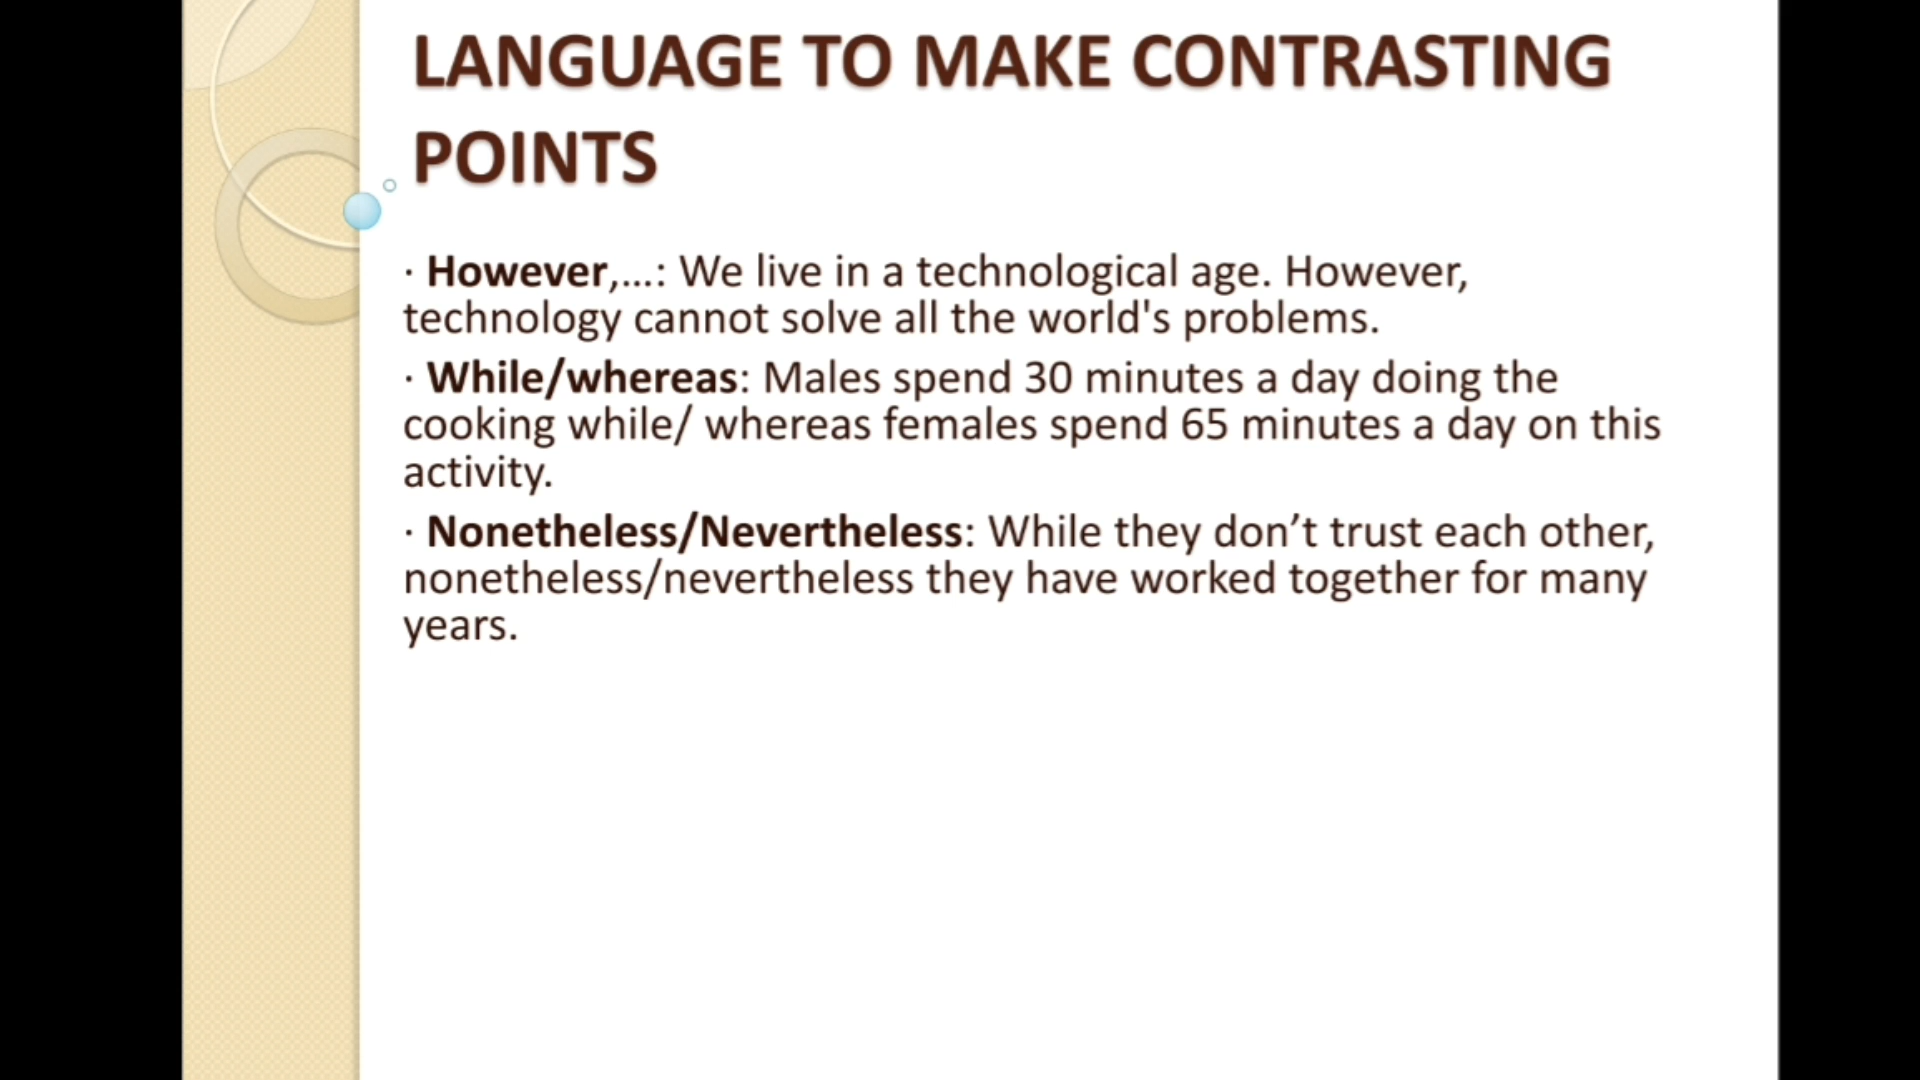 LANGUAGE TO MAKE CONTRASTING
POINTS
· However,...: We live in a technological age. However,
technology cannot solve all the world's problems.
· While/whereas: Males spend 30 minutes a day doing the
cooking while/ whereas females spend 65 minutes a day on this
activity.
· Nonetheless/Nevertheless: While they don’t trust each other,
nonetheless/nevertheless they have worked together for many
years.